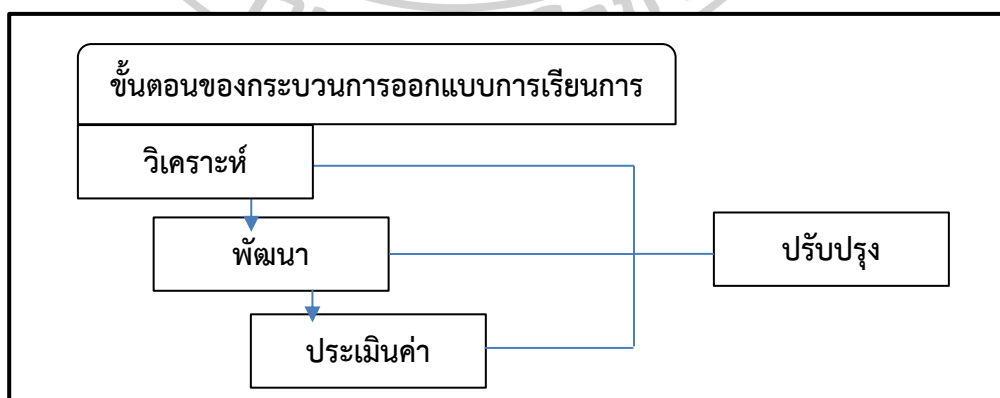 ขั้นตอนของกระบวนการออกแบบการเรียนการ
วิเคราะห์
พัฒนา
ปรับปรุง
ประเมินค่า